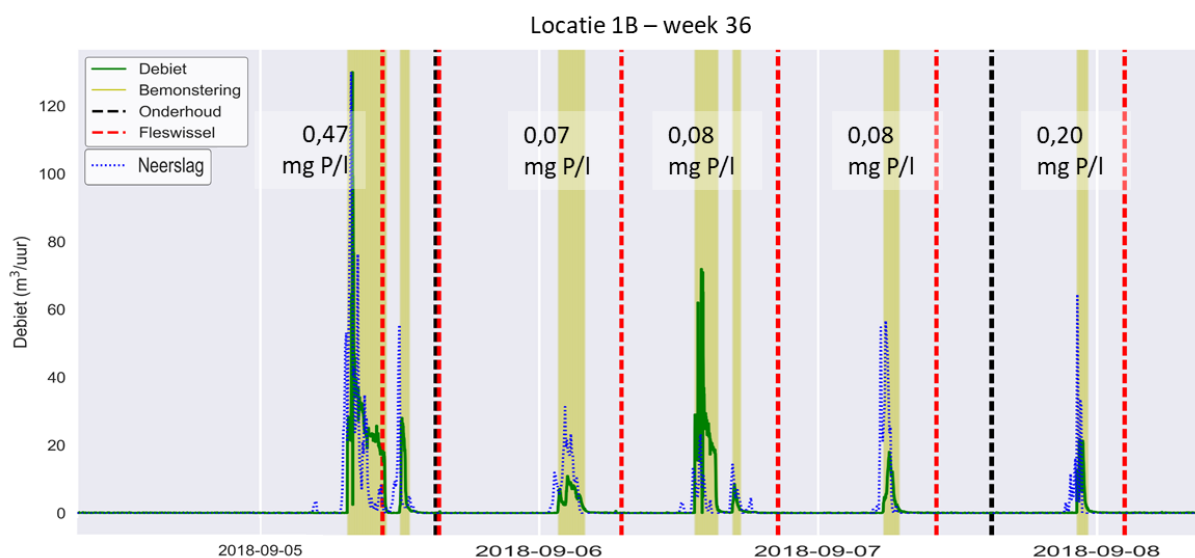 Locatie 1B – week 36
Debiet
Bemonstering
Onderhoud
Fleswissel
Neerslag
0,47
mg P/l
0,07
mg P/l
0,08
mg P/l
0,08
mg P/l
0,20
mg P/l
Debiet (m³/uur)
120
100
80
60
40
20
0
2018-09-05
2018-09-06
2018-09-07
2018-09-08